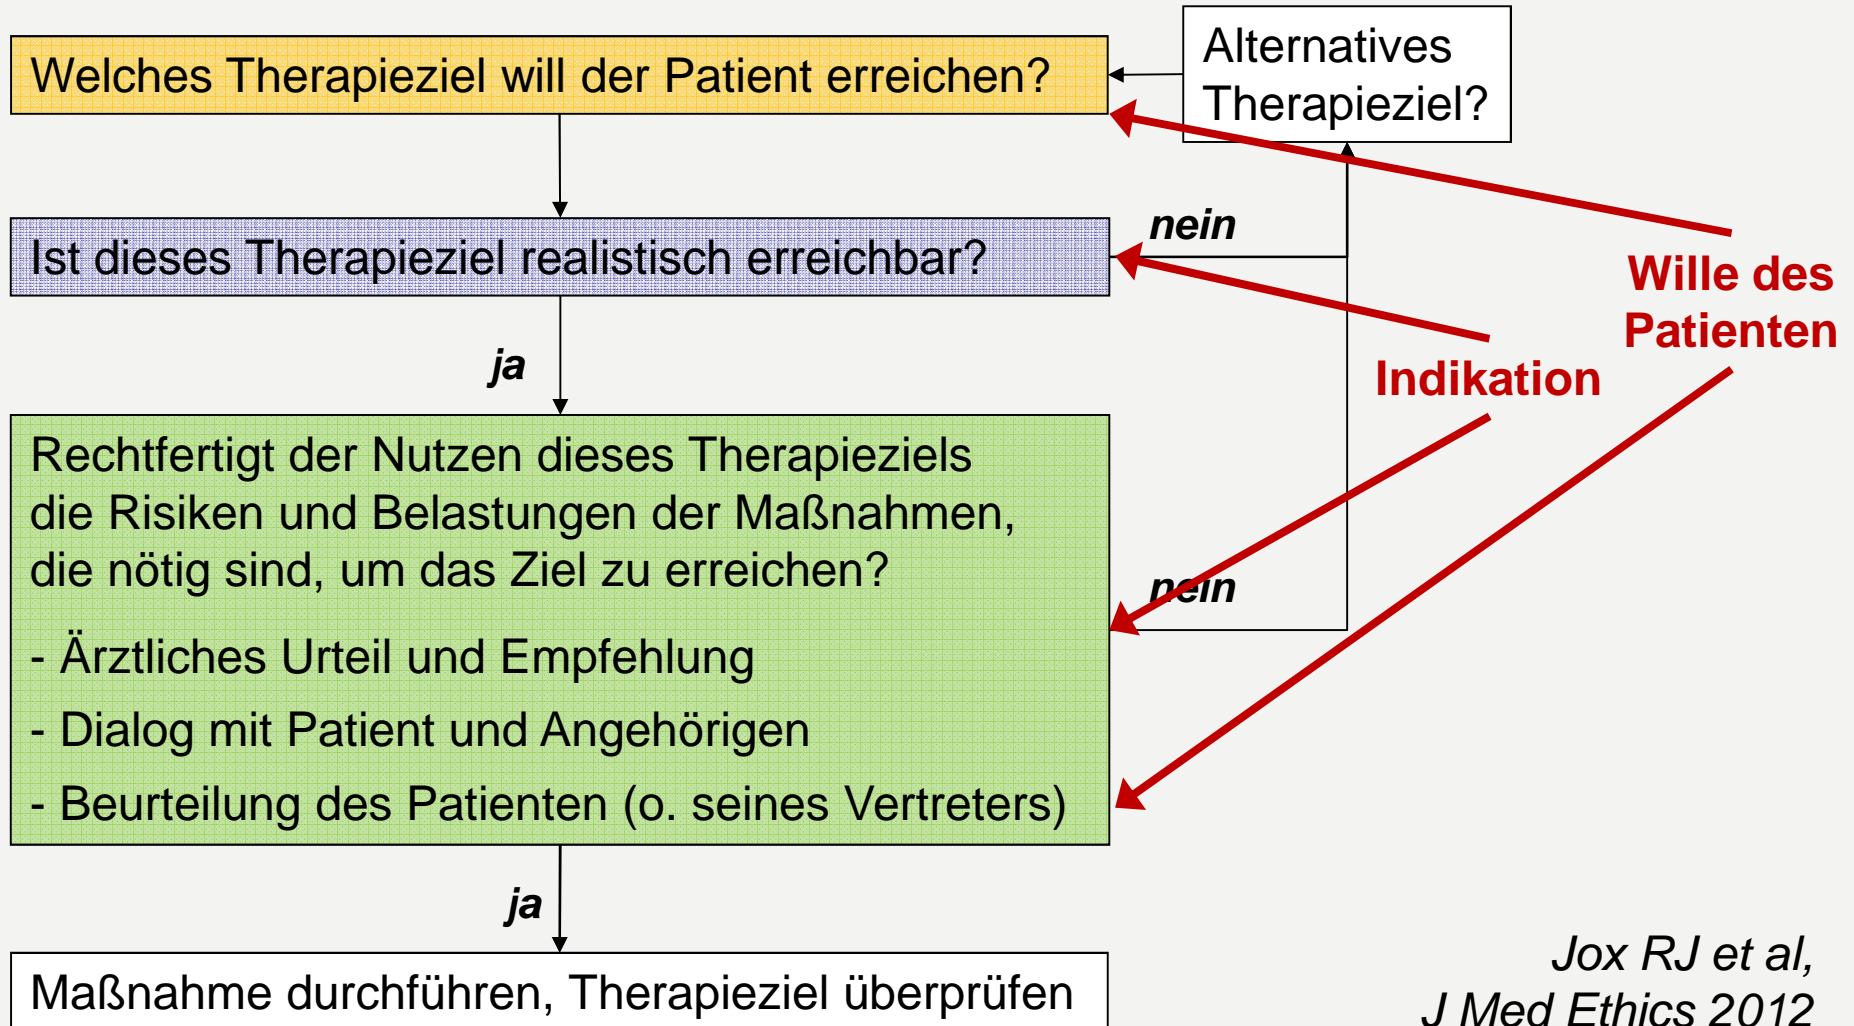 Welches Therapieziel will der Patient erreichen?
Alternatives
Therapieziel?
nein
Ist dieses Therapieziel realistisch erreichbar?
Wille des
Patienten
Indikation
ja
Rechtfertigt der Nutzen dieses Therapieziels
die Risiken und Belastungen der Maßnahmen,
die nötig sind, um das Ziel zu erreichen?
nein
- Ärztliches Urteil und Empfehlung
- Dialog mit Patient und Angehörigen
- Beurteilung des Patienten (o. seines Vertreters)
ja
Maßnahme durchführen, Therapieziel überprüfen
Jox RJ et al,
J Med Ethics 2012